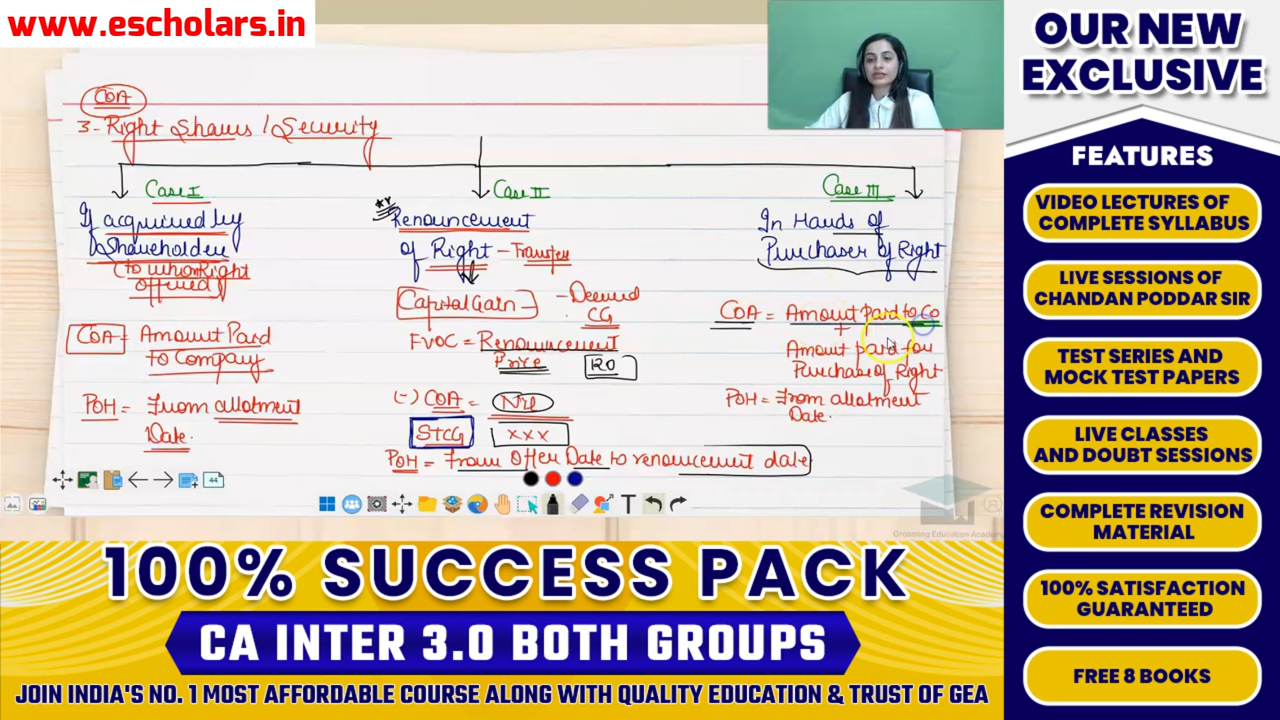 www.escholars.in
COA
3- Right Shares / Security
Case I
If acquired by
Shareholder
(to whom Right
offered)
COA = Amount Paid
to Company
POH = From allotment
Date.
Case II
Renouncement
of Right - Transfer
Capital Gain - Deemed
CG
FVOC = Renouncement
Price 120
(-) COA = Nil
STCG xxx
POH = From Offer Date to renouncement date
Case III
In Hands of
Purchaser of Right
COA = Amount Paid to Co
+
Amount paid for
Purchase of Right
POH = From allotment
Date.
44
T
Grooming Education Academy
OUR NEW
EXCLUSIVE
FEATURES
VIDEO LECTURES OF
COMPLETE SYLLABUS
LIVE SESSIONS OF
CHANDAN PODDAR SIR
TEST SERIES AND
MOCK TEST PAPERS
LIVE CLASSES
AND DOUBT SESSIONS
COMPLETE REVISION
MATERIAL
100% SATISFACTION
GUARANTEED
FREE 8 BOOKS
100% SUCCESS PACK
CA INTER 3.0 BOTH GROUPS
JOIN INDIA'S NO. 1 MOST AFFORDABLE COURSE ALONG WITH QUALITY EDUCATION & TRUST OF GEA